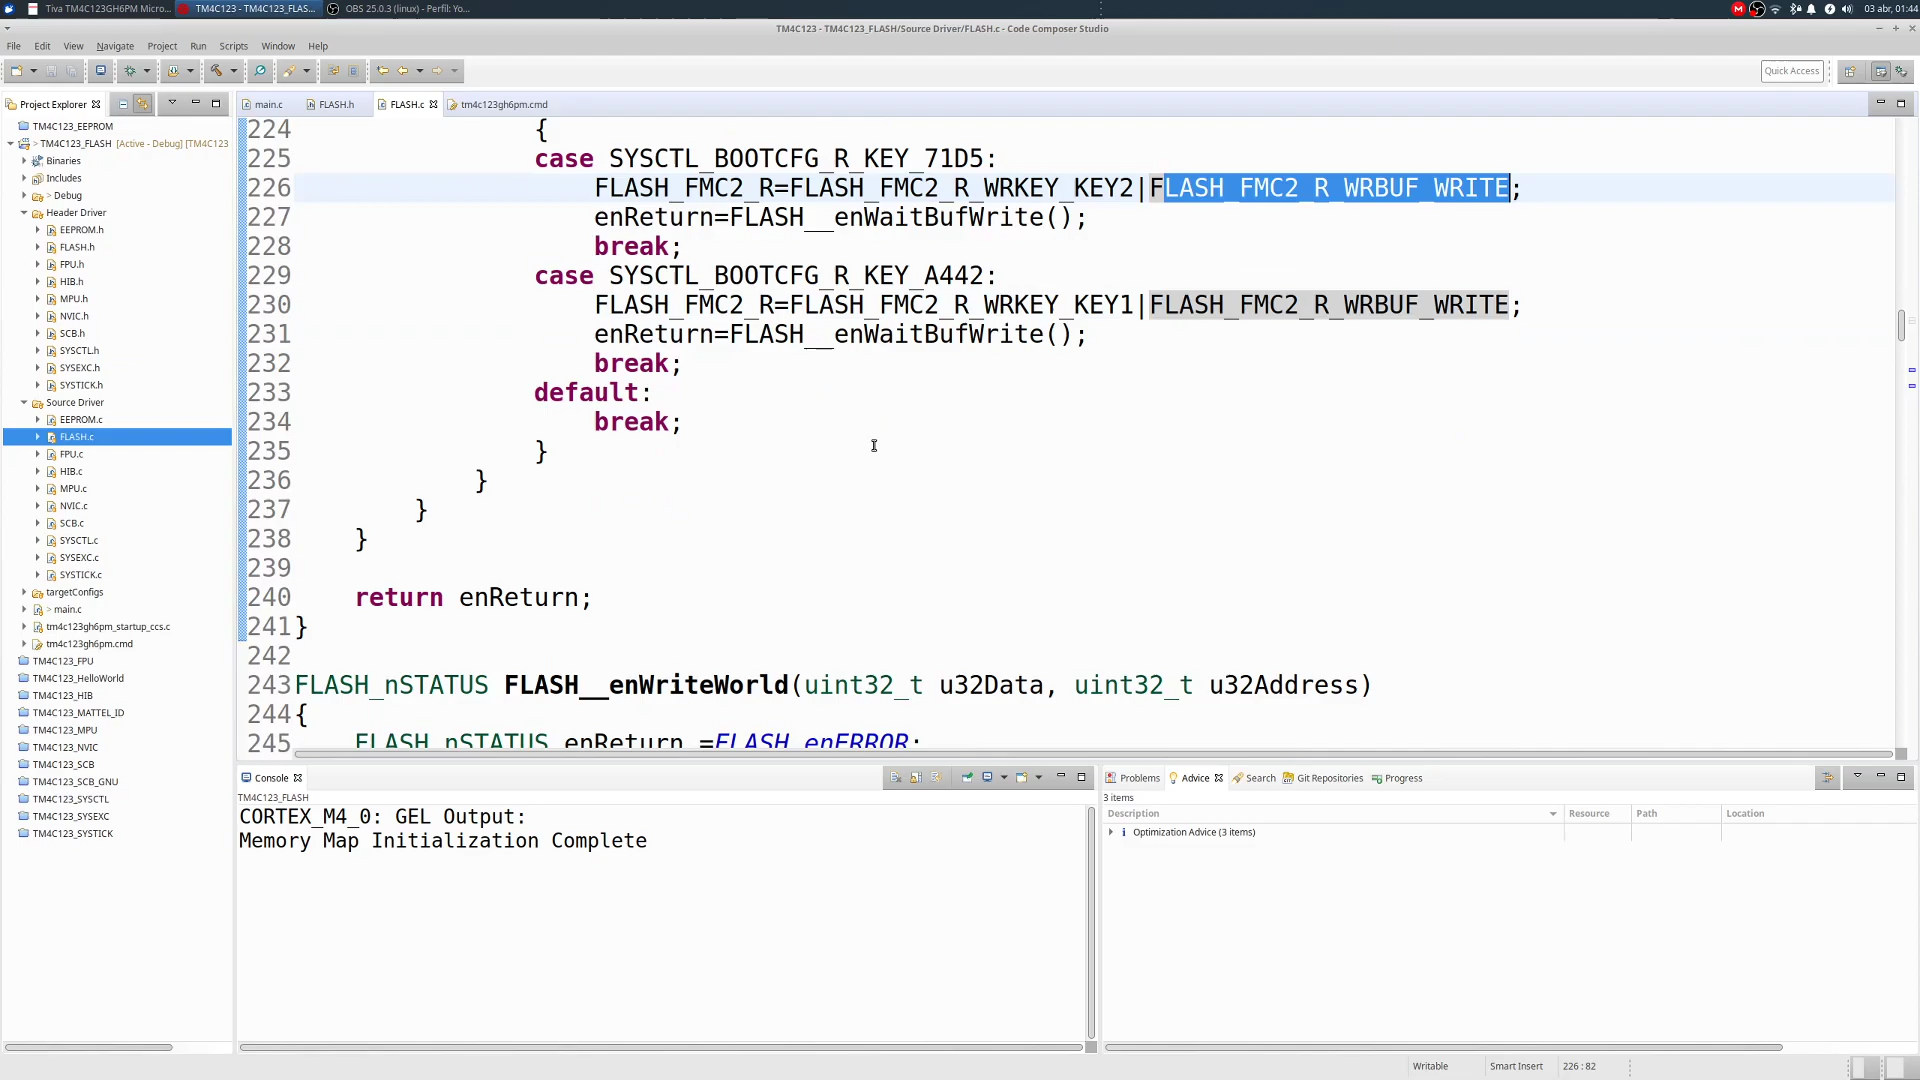 Tiva TM4C123GH6PM Micro...
TM4C123 - TM4C123_FLAS...
OBS 25.0.3 (linux) - Perfil: Yo...
03 abr, 01:44
TM4C123 - TM4C123_FLASH/Source Driver/FLASH.c - Code Composer Studio
File Edit View Navigate Project Run Scripts Window Help
Quick Access
Project Explorer
main.c
FLASH.h
FLASH.c
tm4c123gh6pm.cmd
TM4C123_EEPROM
TM4C123_FLASH [Active - Debug] [TM4C123
Binaries
Includes
> Debug
Header Driver
EEPROM.h
FLASH.h
FPU.h
HIB.h
MPU.h
NVIC.h
SCB.h
SYSCTL.h
SYSEXC.h
SYSTICK.h
Source Driver
EEPROM.c
FLASH.c
FPU.c
HIB.c
MPU.c
NVIC.c
SCB.c
SYSCTL.c
SYSEXC.c
SYSTICK.c
targetConfigs
> main.c
tm4c123gh6pm_startup_ccs.c
tm4c123gh6pm.cmd
TM4C123_FPU
TM4C123_HelloWorld
TM4C123_HIB
TM4C123_MATTEL_ID
TM4C123_MPU
TM4C123_NVIC
TM4C123_SCB
TM4C123_SCB_GNU
TM4C123_SYSCTL
TM4C123_SYSEXC
TM4C123_SYSTICK
224 {
225 case SYSCTL_BOOTCFG_R_KEY_71D5:
226 FLASH_FMC2_R=FLASH_FMC2_R_WRKEY_KEY2|FLASH_FMC2_R_WRBUF_WRITE;
227 enReturn=FLASH__enWaitBufWrite();
228 break;
229 case SYSCTL_BOOTCFG_R_KEY_A442:
230 FLASH_FMC2_R=FLASH_FMC2_R_WRKEY_KEY1|FLASH_FMC2_R_WRBUF_WRITE;
231 enReturn=FLASH__enWaitBufWrite();
232 break;
233 default:
234 break;
235 }
236 }
237 }
238 }
239
240 return enReturn;
241 }
242
243 FLASH_nSTATUS FLASH__enWriteWorld(uint32_t u32Data, uint32_t u32Address)
244 {
245 FLASH_nSTATUS enReturn =FLASH_enERROR;
Console
TM4C123_FLASH
CORTEX_M4_0: GEL Output:
Memory Map Initialization Complete
Problems Advice Search Git Repositories Progress
3 items
Description Resource Path Location
i Optimization Advice (3 items)
Writable Smart Insert 226 : 82